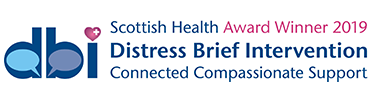 dbi
Scottish Health Award Winner 2019
Distress Brief Intervention
Connected Compassionate Support